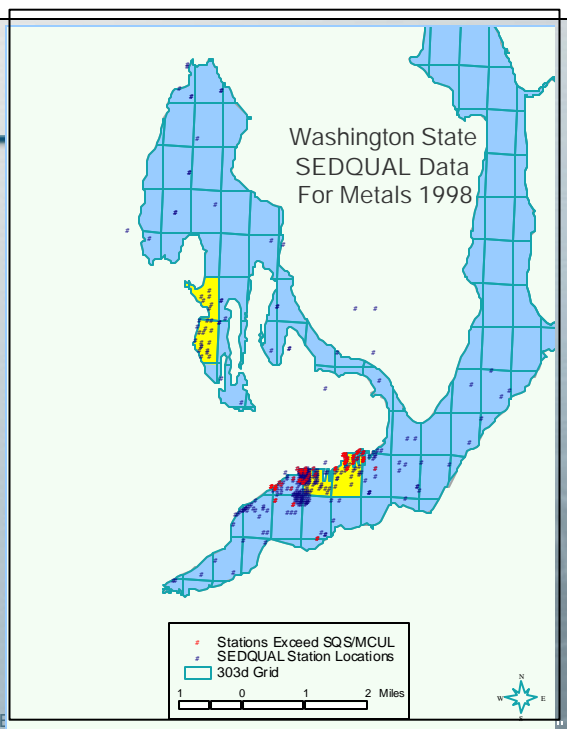 Washington State
SEDQUAL Data
For Metals 1998
# Stations Exceed SQS/MCUL
# SEDQUAL Station Locations
303d Grid
1 0 1 2 Miles
N
W E
S